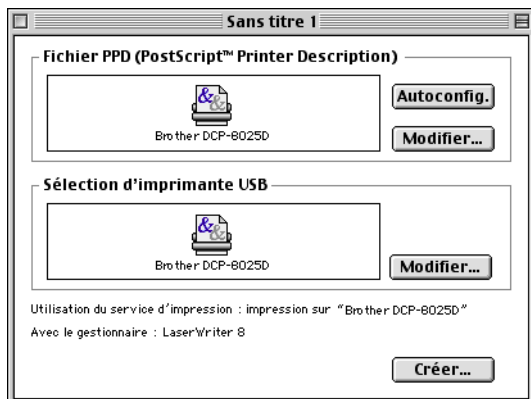 Sans titre 1
Fichier PPD (PostScript™ Printer Description)
Brother DCP-8025D
Autoconfig.
Modifier...
Sélection d'imprimante USB
Brother DCP-8025D
Modifier...
Utilisation du service d'impression : impression sur "Brother DCP-8025D"
Avec le gestionnaire : LaserWriter 8
Créer...